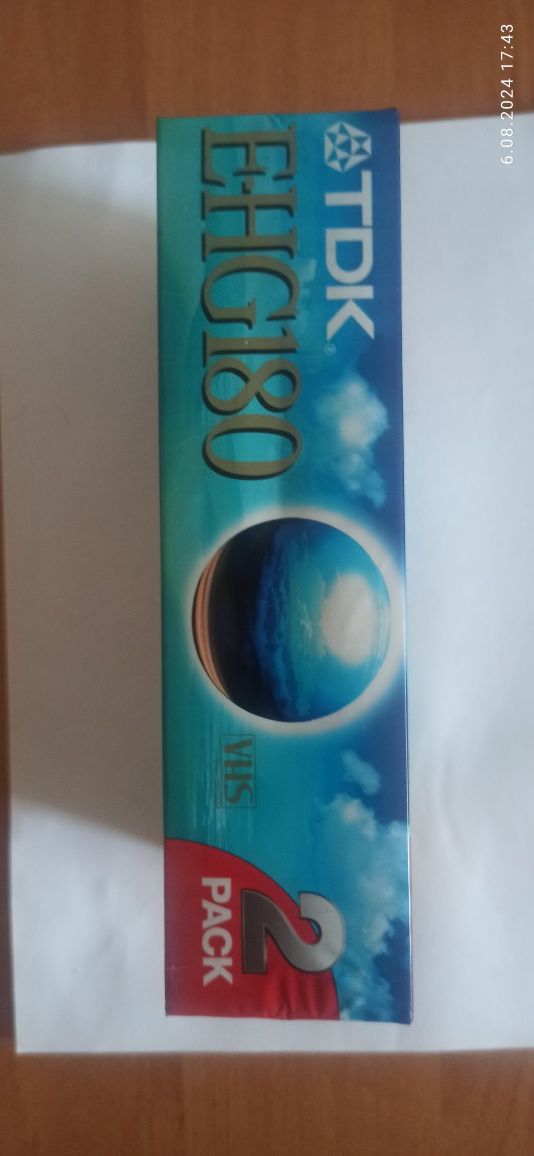 TDK®
E-HG180
VHS
2
PACK
6.08.2024 17:43